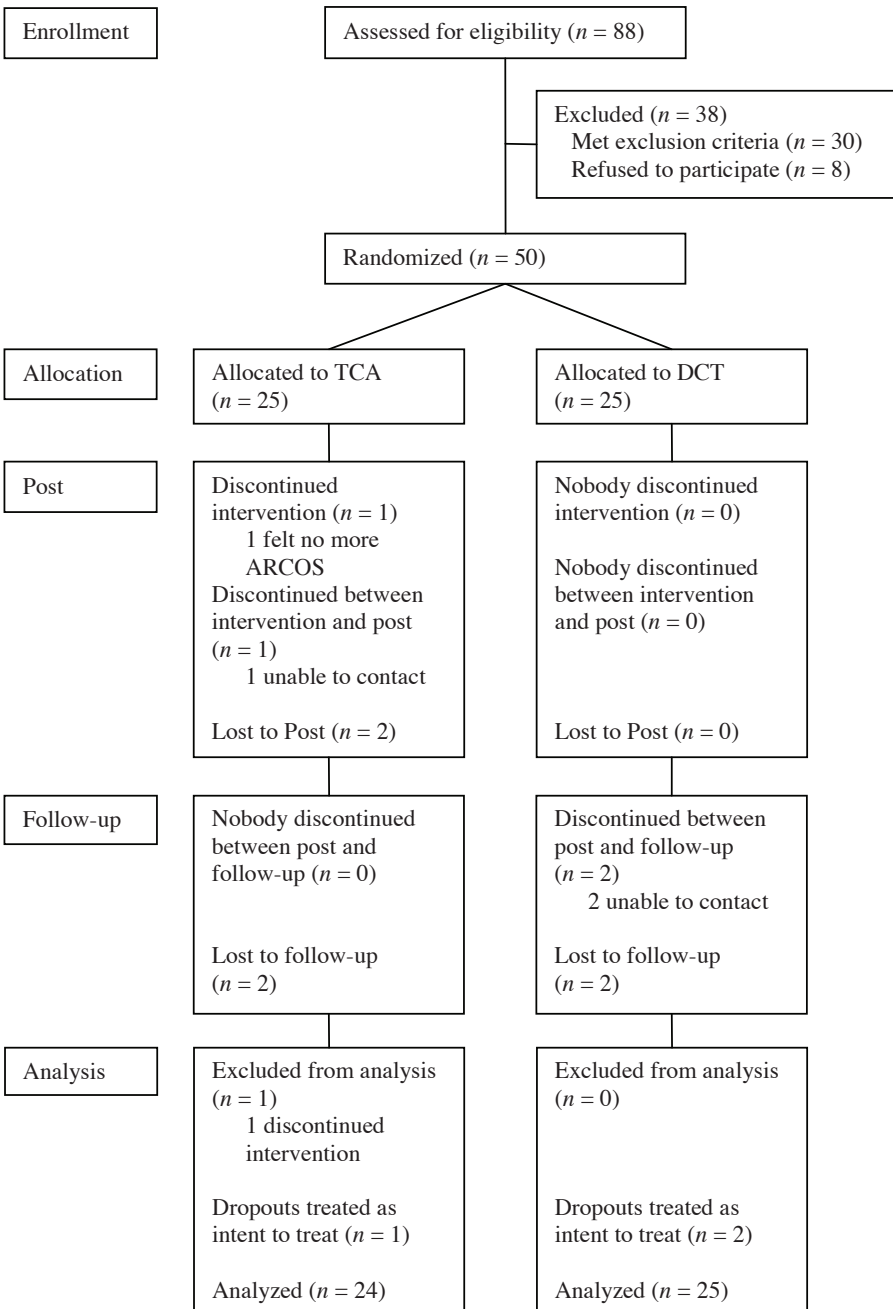 Enrollment
Assessed for eligibility (n = 88)
Excluded (n = 38)
Met exclusion criteria (n = 30)
Refused to participate (n = 8)
Randomized (n = 50)
Allocation
Allocated to TCA
(n = 25)
Allocated to DCT
(n = 25)
Post
Discontinued
intervention (n = 1)
1 felt no more
ARCOS
Discontinued between
intervention and post
(n = 1)
1 unable to contact
Lost to Post (n = 2)
Nobody discontinued
intervention (n = 0)
Nobody discontinued
between intervention
and post (n = 0)
Lost to Post (n = 0)
Follow-up
Nobody discontinued
between post and
follow-up (n = 0)
Lost to follow-up
(n = 2)
Discontinued between
post and follow-up
(n = 2)
2 unable to contact
Lost to follow-up
(n = 2)
Analysis
Excluded from analysis
(n = 1)
1 discontinued
intervention
Dropouts treated as
intent to treat (n = 1)
Analyzed (n = 24)
Excluded from analysis
(n = 0)
Dropouts treated as
intent to treat (n = 2)
Analyzed (n = 25)